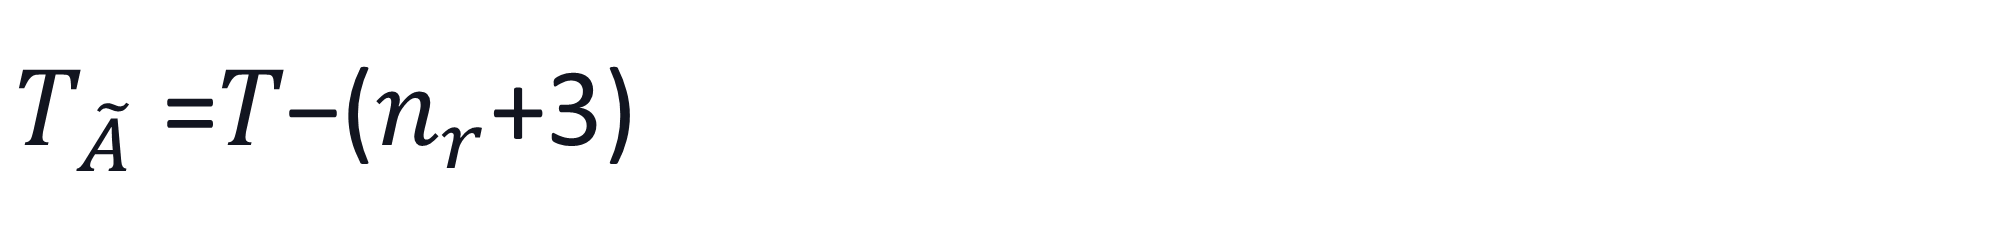 T_Ã =T−(n_r+3)